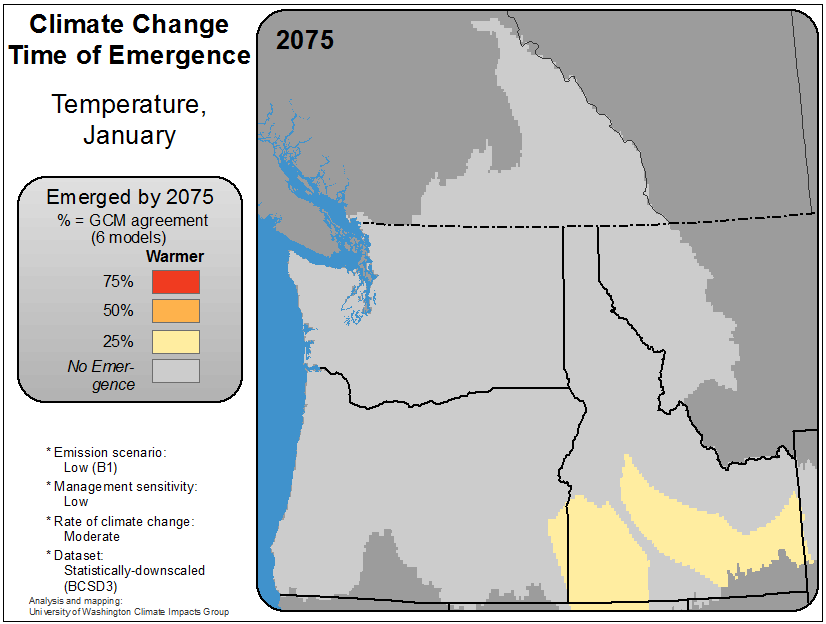 Climate Change
Time of Emergence
Temperature,
January
2075
Emerged by 2075
% = GCM agreement
(6 models)
Warmer
75%
50%
25%
No Emer-
gence
* Emission scenario:
Low (B1)
* Management sensitivity:
Low
* Rate of climate change:
Moderate
* Dataset:
Statistically-downscaled
(BCSD3)
Analysis and mapping:
University of Washington Climate Impacts Group